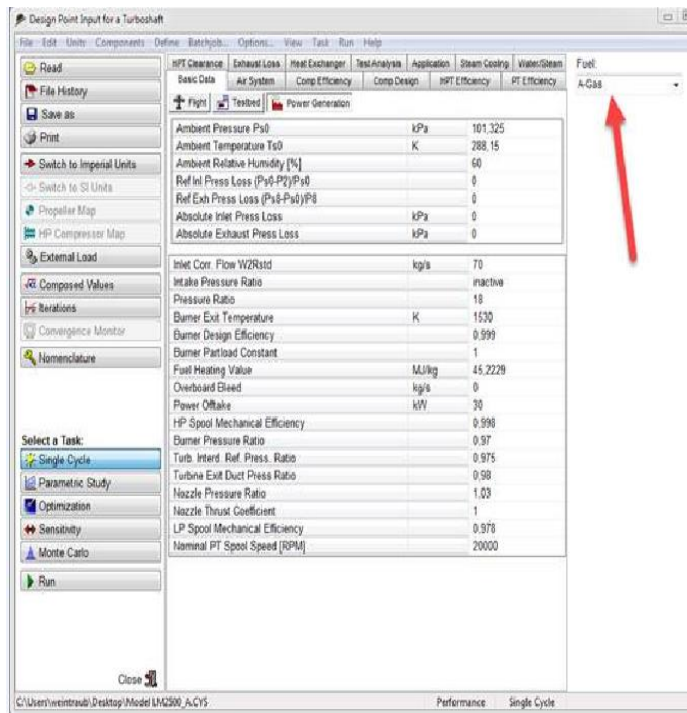 Design Point Input for a Turboshaft
File Edit Units Components Define Batchjob... Options... View Task Run Help
Read
File History
Save as
Print
Switch to Imperial Units
Switch to SI Units
Propeller Map
HP Compressor Map
External Load
Composed Values
Iterations
Convergence Monitor
Nomenclature
Select a Task:
Single Cycle
Parametric Study
Optimization
Sensitivity
Monte Carlo
Run
Close
HPT Clearance Exhaust Loss Heat Exchanger Test Analysis Application Steam Cooling Water/Steam
Basic Data Air System Comp Efficiency Comp Design HPT Efficiency PT Efficiency
Flight Testbed Power Generation
Ambient Pressure Ps0 kPa 101,325
Ambient Temperature Ts0 K 288,15
Ambient Relative Humidity [%] 60
Ref Inl Press Loss (Ps0-P2)/Ps0 0
Ref Exh Press Loss (Ps8-Ps0)/P8 0
Absolute Inlet Press Loss kPa 0
Absolute Exhaust Press Loss kPa 0
Inlet Corr. Flow W2Rstd kg/s 70
Intake Pressure Ratio inactive
Pressure Ratio 18
Burner Exit Temperature K 1530
Burner Design Efficiency 0,999
Burner Partload Constant 1
Fuel Heating Value MJ/kg 45,2229
Overboard Bleed kg/s 0
Power Offtake kW 30
HP Spool Mechanical Efficiency 0,998
Burner Pressure Ratio 0,97
Turb. Interd. Ref. Press. Ratio 0,975
Turbine Exit Duct Press Ratio 0,98
Nozzle Pressure Ratio 1,03
Nozzle Thrust Coefficient 1
LP Spool Mechanical Efficiency 0,978
Nominal PT Spool Speed [RPM] 20000
Fuel:
A-Gas
C:\Users\weintraub\Desktop\Model LM2500_A.CYS Performance Single Cycle